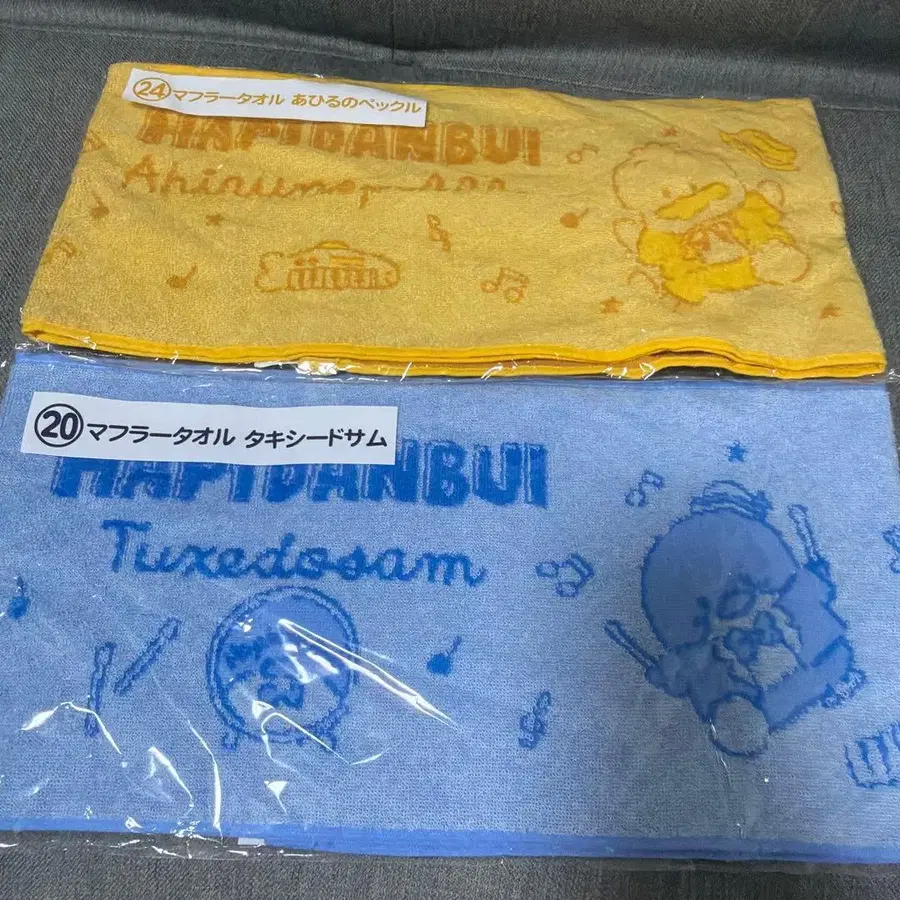 ㉔マフラータオル あひるのペックル
HAPIDANBUI
⑳マフラータオル タキシードサム
HAPIDANBUI
Tuxedosam